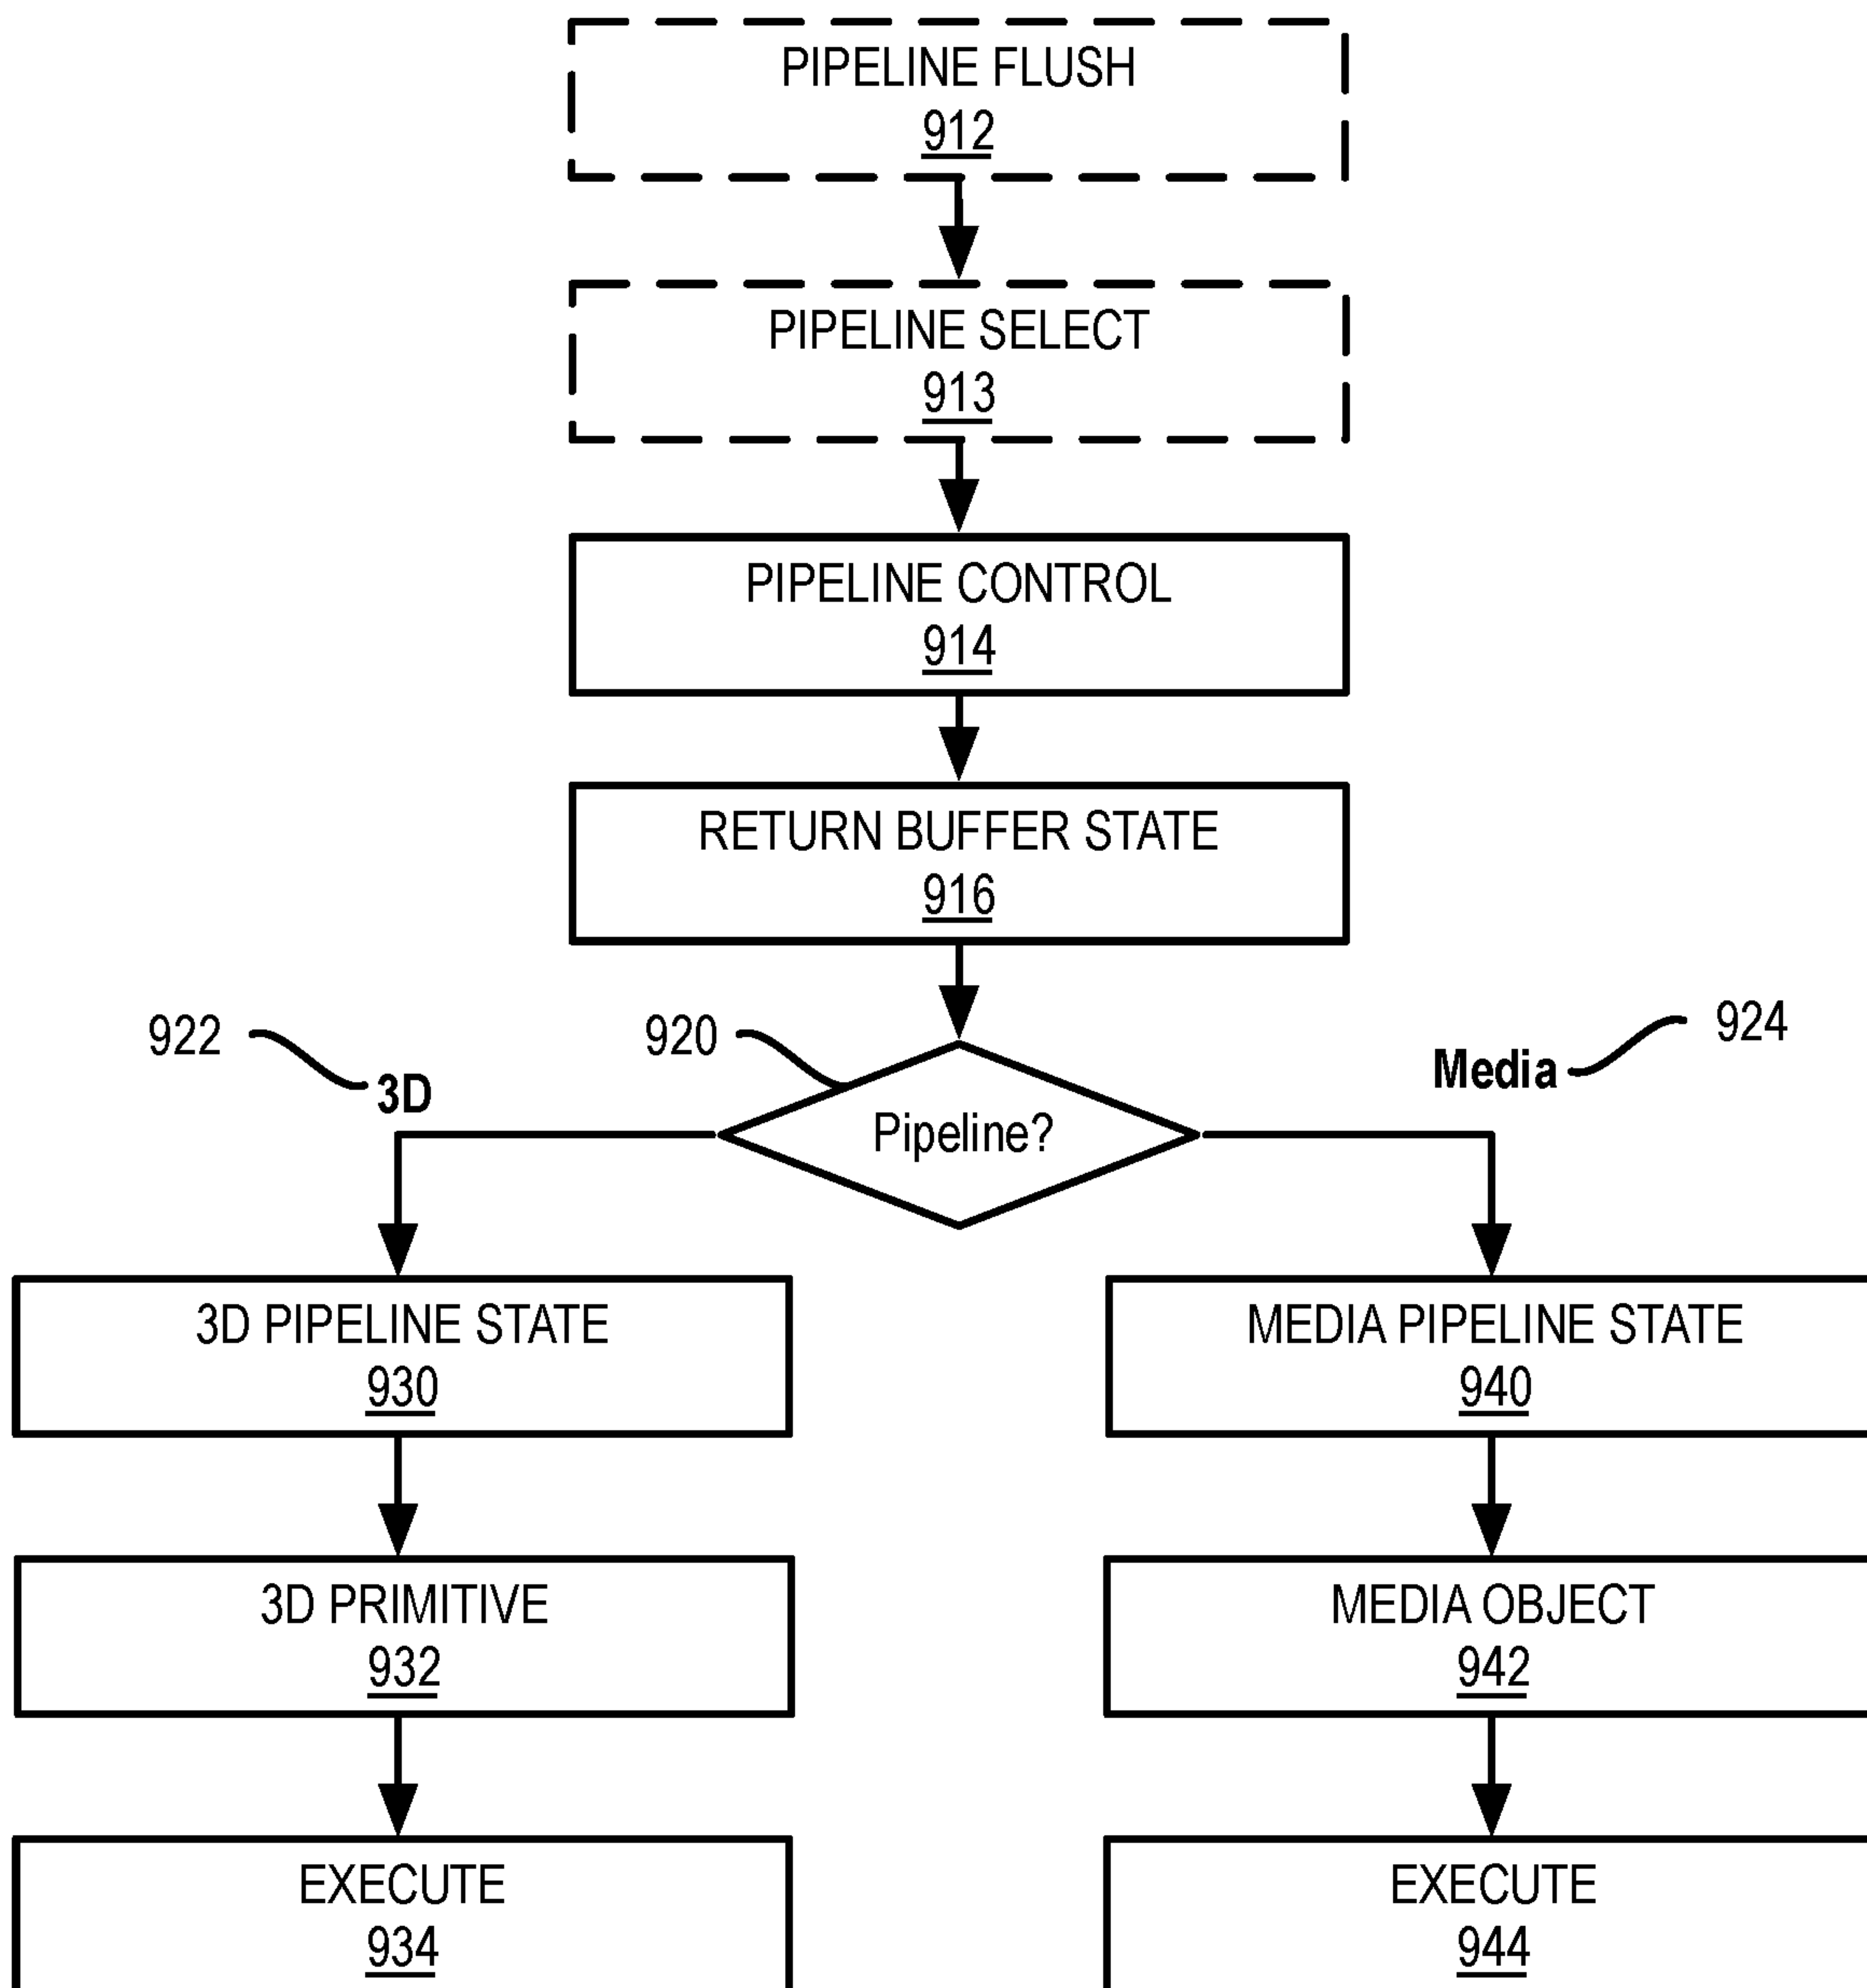 PIPELINE FLUSH
912
PIPELINE SELECT
913
PIPELINE CONTROL
914
RETURN BUFFER STATE
916
922
920
924
3D
Media
Pipeline?
3D PIPELINE STATE
930
MEDIA PIPELINE STATE
940
3D PRIMITIVE
932
MEDIA OBJECT
942
EXECUTE
934
EXECUTE
944